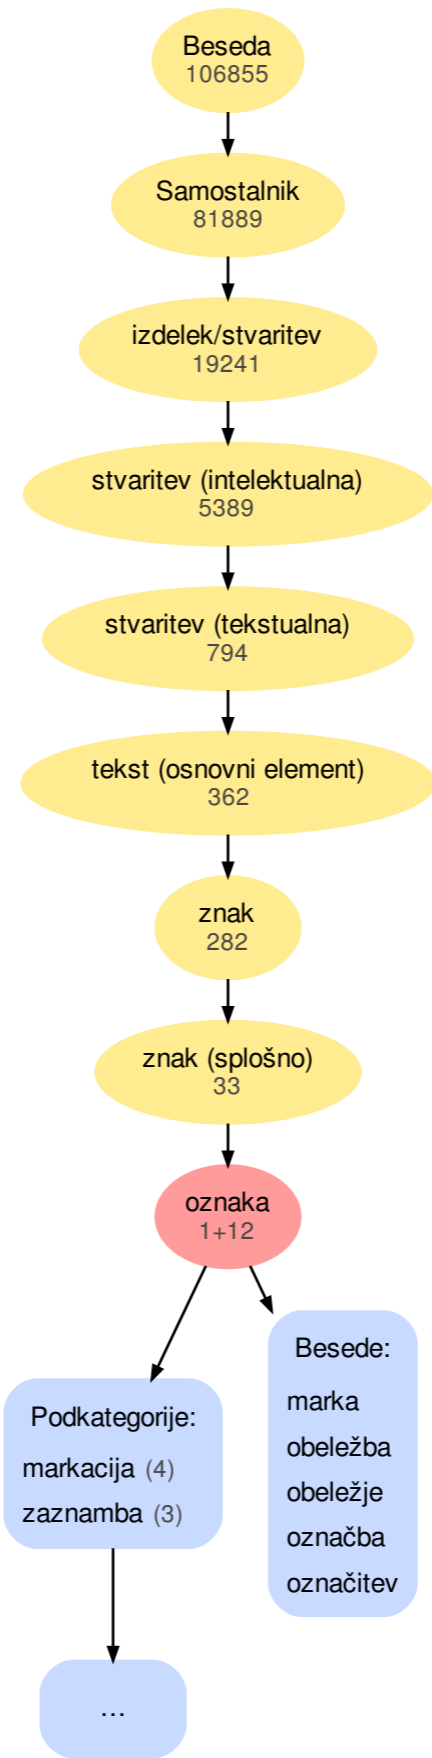 Beseda
106855
Samostalnik
81889
izdelek/stvaritev
19241
stvaritev (intelektualna)
5389
stvaritev (tekstualna)
794
tekst (osnovni element)
362
znak
282
znak (splošno)
33
oznaka
1+12
Podkategorije:
markacija (4)
zaznamba (3)
...
Besede:
marka
obeležba
obeležje
označba
označitev